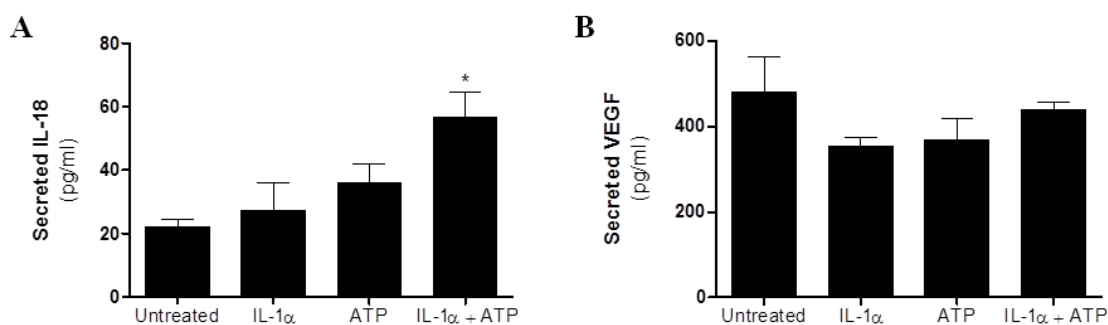 A
Secreted IL-18
(pg/ml)
80
60
40
20
0
*
Untreated
IL-1α
ATP
IL-1α + ATP
B
Secreted VEGF
(pg/ml)
600
400
200
0
Untreated
IL-1α
ATP
IL-1α + ATP